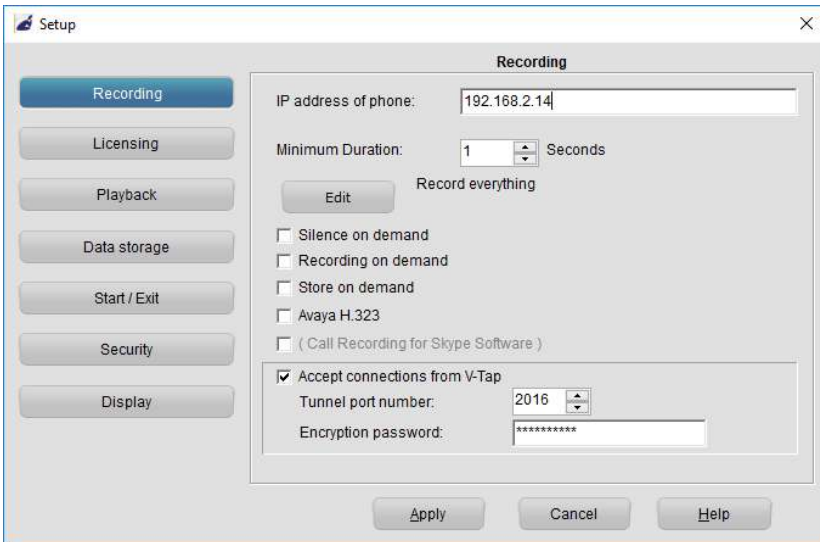 Setup
Recording
Recording
Licensing
Playback
Data storage
Start / Exit
Security
Display
IP address of phone: 192.168.2.14
Minimum Duration: 1 Seconds
Edit Record everything
Silence on demand
Recording on demand
Store on demand
Avaya H.323
( Call Recording for Skype Software )
Accept connections from V-Tap
Tunnel port number: 2016
Encryption password: **********
Apply Cancel Help